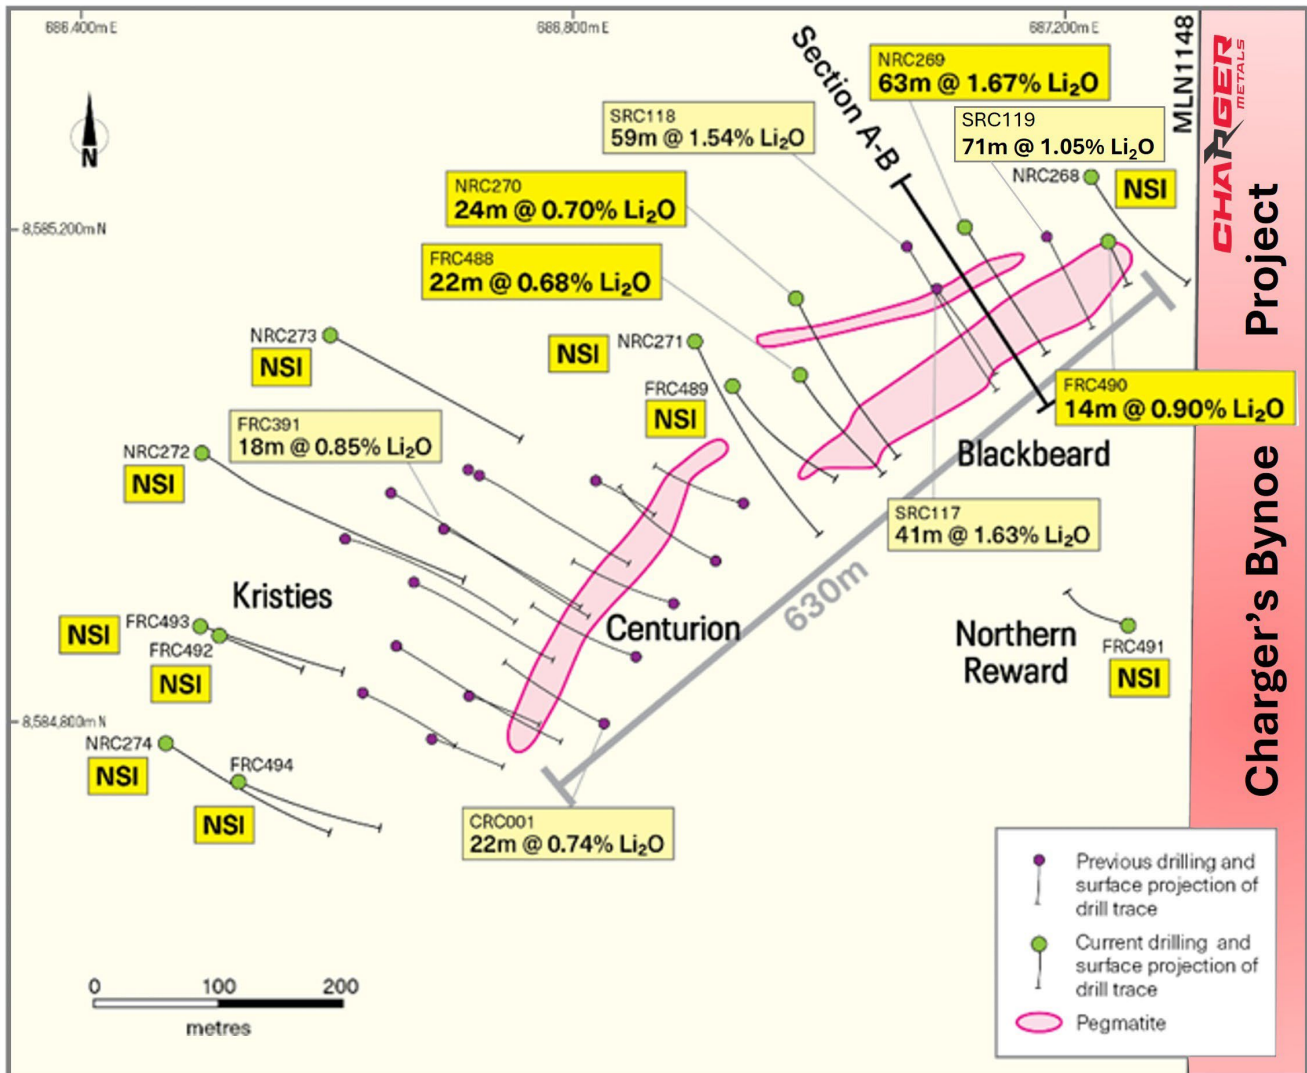 686,400m E
686,800m E
687,200m E
MLN1148
CHARGER
METALS
Charger's Bynoe Project
N
Section A-B
NRC269
63m @ 1.67% Li₂O
SRC118
59m @ 1.54% Li₂O
SRC119
71m @ 1.05% Li₂O
NRC268
NSI
NRC270
24m @ 0.70% Li₂O
8,585,200m N
FRC488
22m @ 0.68% Li₂O
NRC273
NSI
NSI
NRC271
FRC489
NSI
FRC490
14m @ 0.90% Li₂O
FRC391
18m @ 0.85% Li₂O
NRC272
NSI
Blackbeard
SRC117
41m @ 1.63% Li₂O
630m
Kristies
Centurion
Northern
Reward
FRC491
NSI
NSI
FRC493
FRC492
NSI
8,584,800m N
NRC274
NSI
FRC494
NSI
CRC001
22m @ 0.74% Li₂O
Previous drilling and
surface projection of
drill trace
Current drilling and
surface projection of
drill trace
Pegmatite
0 100 200
metres